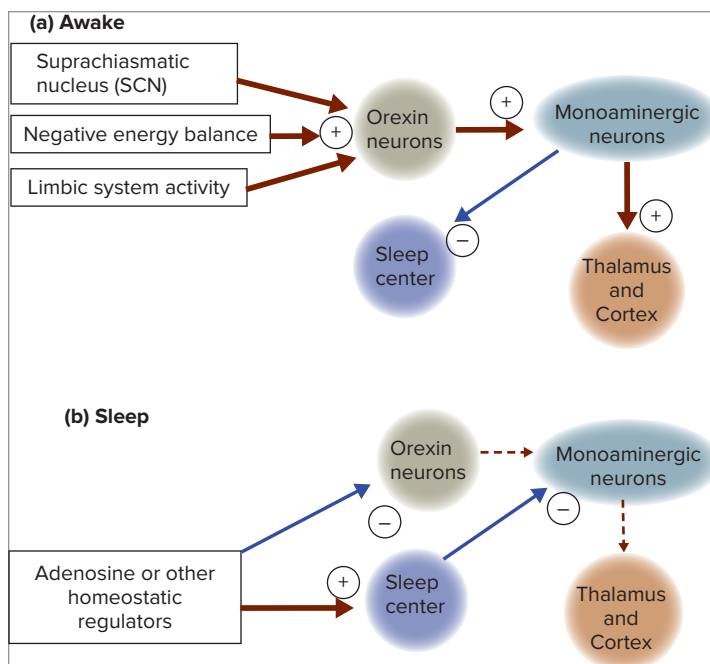 (a) Awake
Suprachiasmatic
nucleus (SCN)
Negative energy balance
Limbic system activity
+
Orexin
neurons
+
Monoaminergic
neurons
−
Sleep
center
+
Thalamus
and
Cortex
(b) Sleep
Orexin
neurons
Monoaminergic
neurons
−
−
Adenosine or other
homeostatic
regulators
+
Sleep
center
Thalamus
and
Cortex